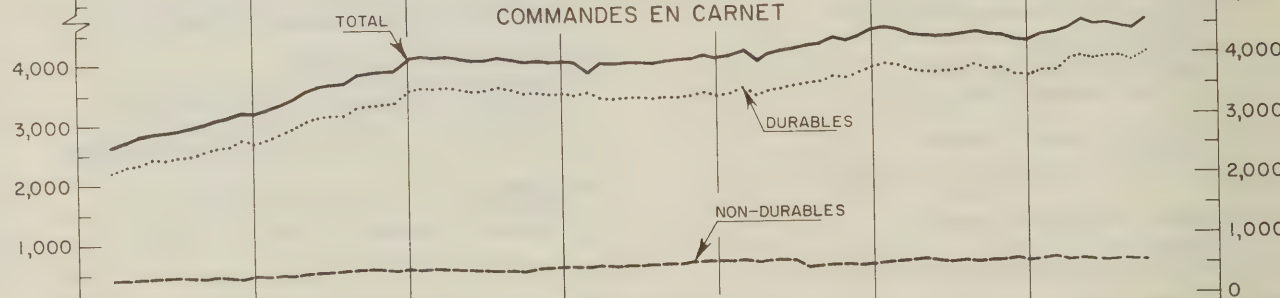 COMMANDES EN CARNET
TOTAL
DURABLES
NON-DURABLES
4,000
3,000
2,000
1,000
4,000
3,000
2,000
1,000
0